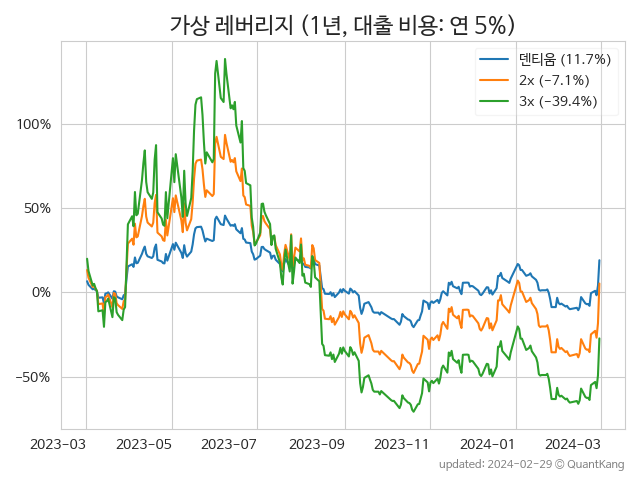 가상 레버리지 (1년, 대출 비용: 연 5%)
덴티움 (11.7%)
2x (−7.1%)
3x (−39.4%)
100%
50%
0%
−50%
2023-03 2023-05 2023-07 2023-09 2023-11 2024-01 2024-03
updated: 2024-02-29 © QuantKang